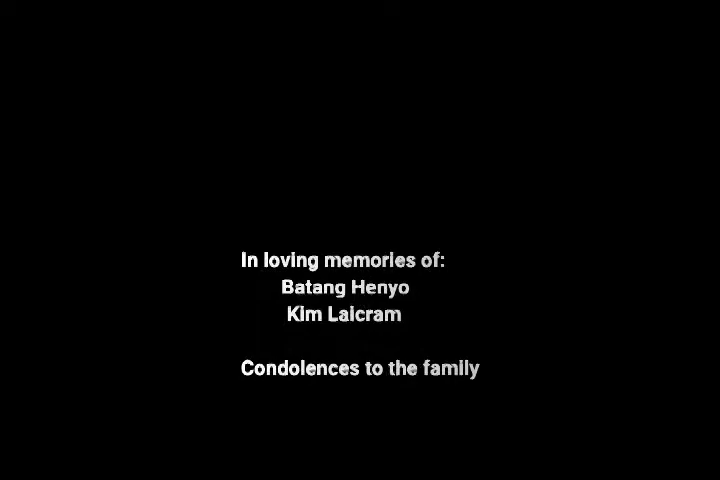 In loving memories of:
Batang Henyo
Kim Laicram
Condolences to the family